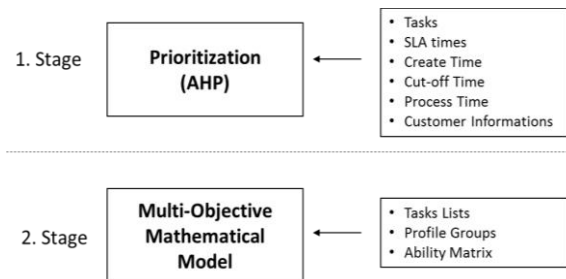 1. Stage
Prioritization
(AHP)
• Tasks
• SLA times
• Create Time
• Cut-off Time
• Process Time
• Customer Informations
2. Stage
Multi-Objective
Mathematical
Model
• Tasks Lists
• Profile Groups
• Ability Matrix